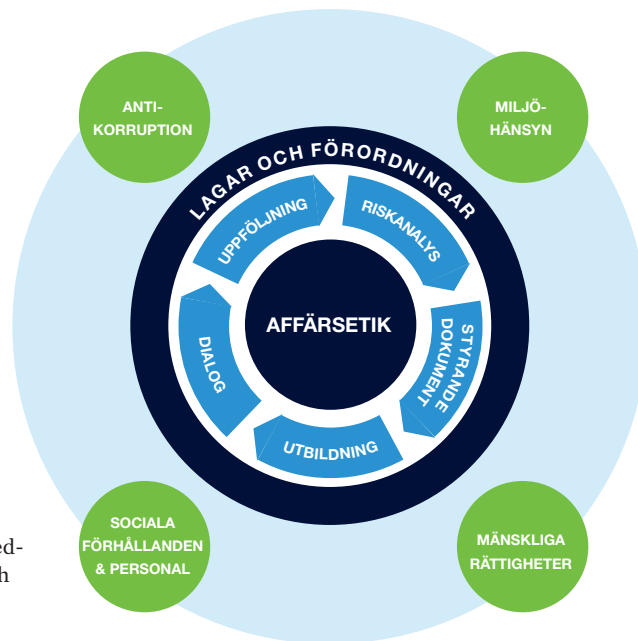 ANTI-
KORRUPTION
MILJÖ-
HÄNSYN
LAGAR OCH FÖRORDNINGAR
UPPFÖLJNING
RISKANALYS
AFFÄRSETIK
STYRANDE
DOKUMENT
DIALOG
UTBILDNING
SOCIALA
FÖRHÅLLANDEN
& PERSONAL
MÄNSKLIGA
RÄTTIGHETER
ed-
h